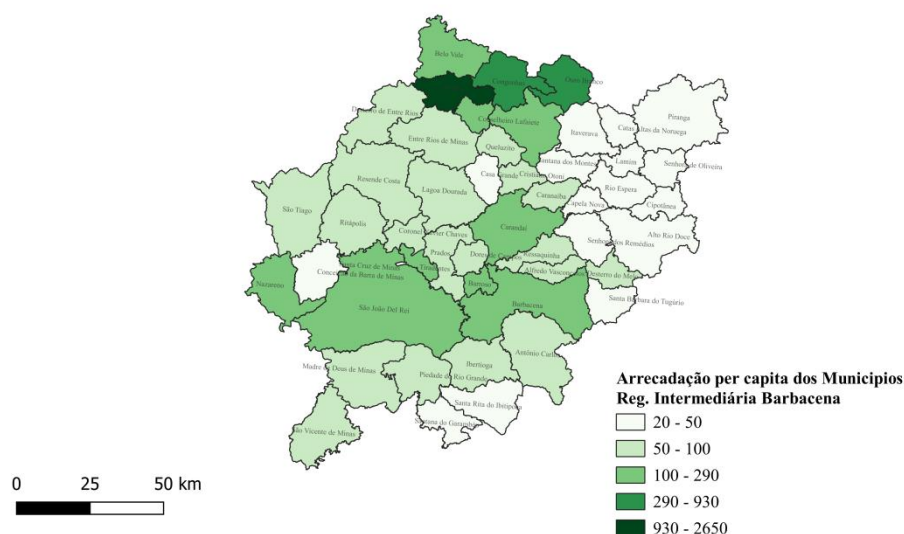 Belo Vale
Congonhas
Ouro Branco
Piranga
Desterro de Entre Rios
Conselheiro Lafaiete
Itaverava
Catas Altas da Noruega
Entre Rios de Minas
Queluzito
Santana dos Montes
Lamim
Senhora de Oliveira
Casa Grande
Cristiano Otoni
Resende Costa
Lagoa Dourada
Caranaíba
Rio Espera
Capela Nova
Cipotânea
São Tiago
Ritápolis
Coronel Xavier Chaves
Carandaí
Alto Rio Doce
Senhora dos Remédios
Prados
Dores de Campos
Ressaquinha
Santa Cruz de Minas
Tiradentes
Alfredo Vasconcelos
Desterro do Melo
Conceição da Barra de Minas
Nazareno
Barroso
Santa Bárbara do Tugúrio
Barbacena
São João Del Rei
Antônio Carlos
Ibertioga
Madre de Deus de Minas
Piedade do Rio Grande
Santa Rita do Ibitipoca
Santana do Garambéu
São Vicente de Minas
Arrecadação per capita dos Municipios
Reg. Intermediária Barbacena
20 - 50
50 - 100
100 - 290
290 - 930
930 - 2650
0 25 50 km